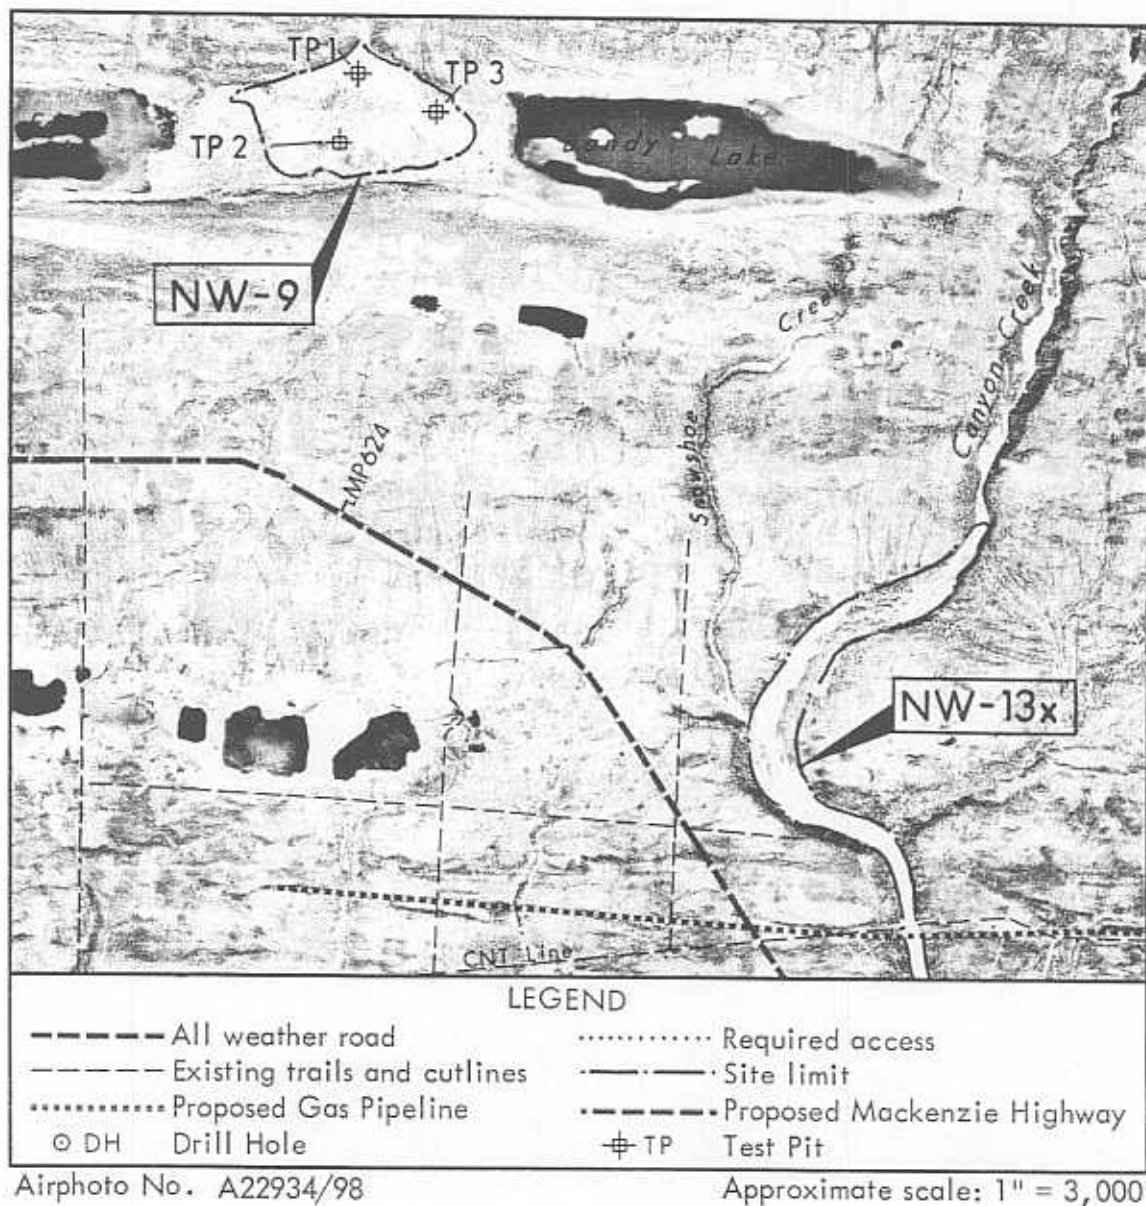 TP 1
TP 3
TP 2
Dandy Lake
NW-9
Creek
Canyon Creek
MP624
Snowshoe
NW-13x
CNT Line
LEGEND
All weather road
Required access
Existing trails and cutlines
Site limit
Proposed Gas Pipeline
Proposed Mackenzie Highway
DH Drill Hole
TP Test Pit
Airphoto No. A22934/98
Approximate scale: 1" = 3,000